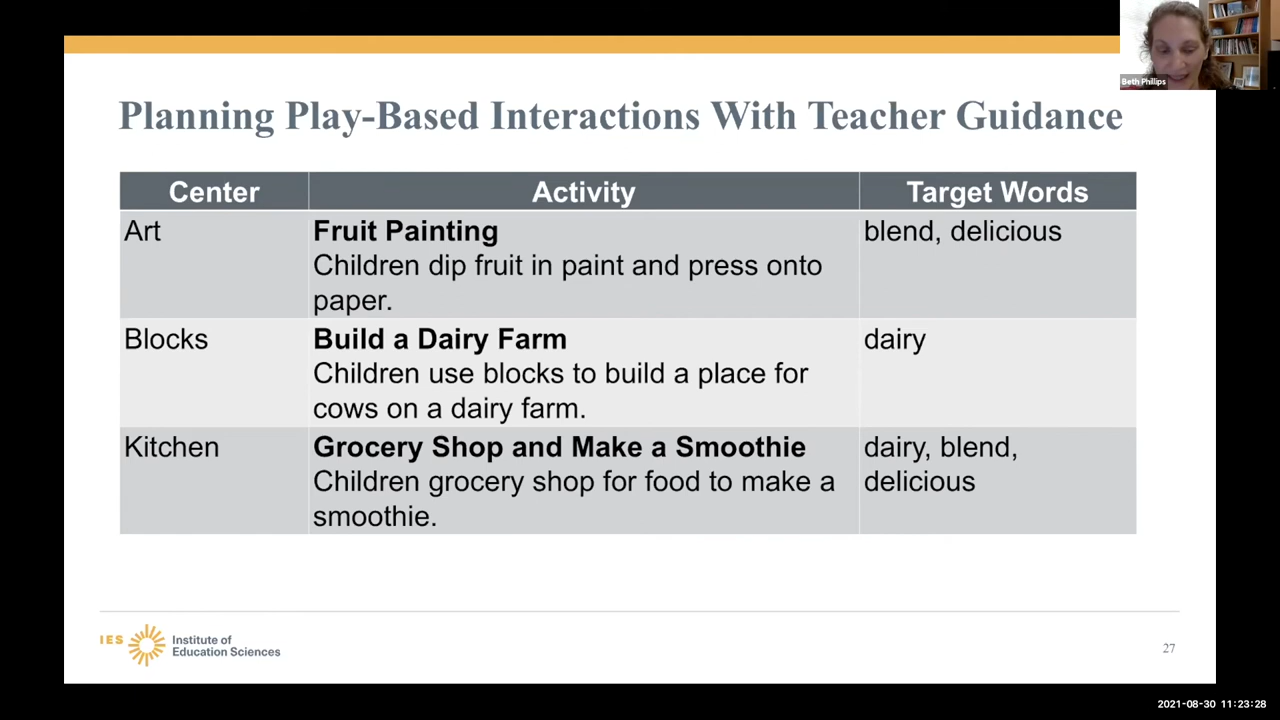 Beth Phillips
Planning Play-Based Interactions With Teacher Guidance
Center Activity Target Words
Art
Fruit Painting
Children dip fruit in paint and press onto
paper.
blend, delicious
Blocks
Build a Dairy Farm
Children use blocks to build a place for
cows on a dairy farm.
dairy
Kitchen
Grocery Shop and Make a Smoothie
Children grocery shop for food to make a
smoothie.
dairy, blend,
delicious
IES
Institute of
Education Sciences
27
2021-08-30 11:23:28